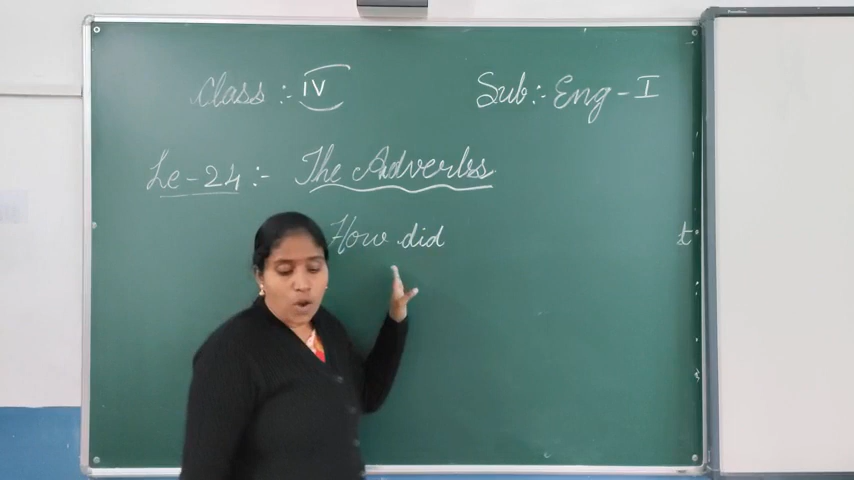 Class :- IV
Sub:- Eng - I
Le-24:- The Adverbs
How did
t